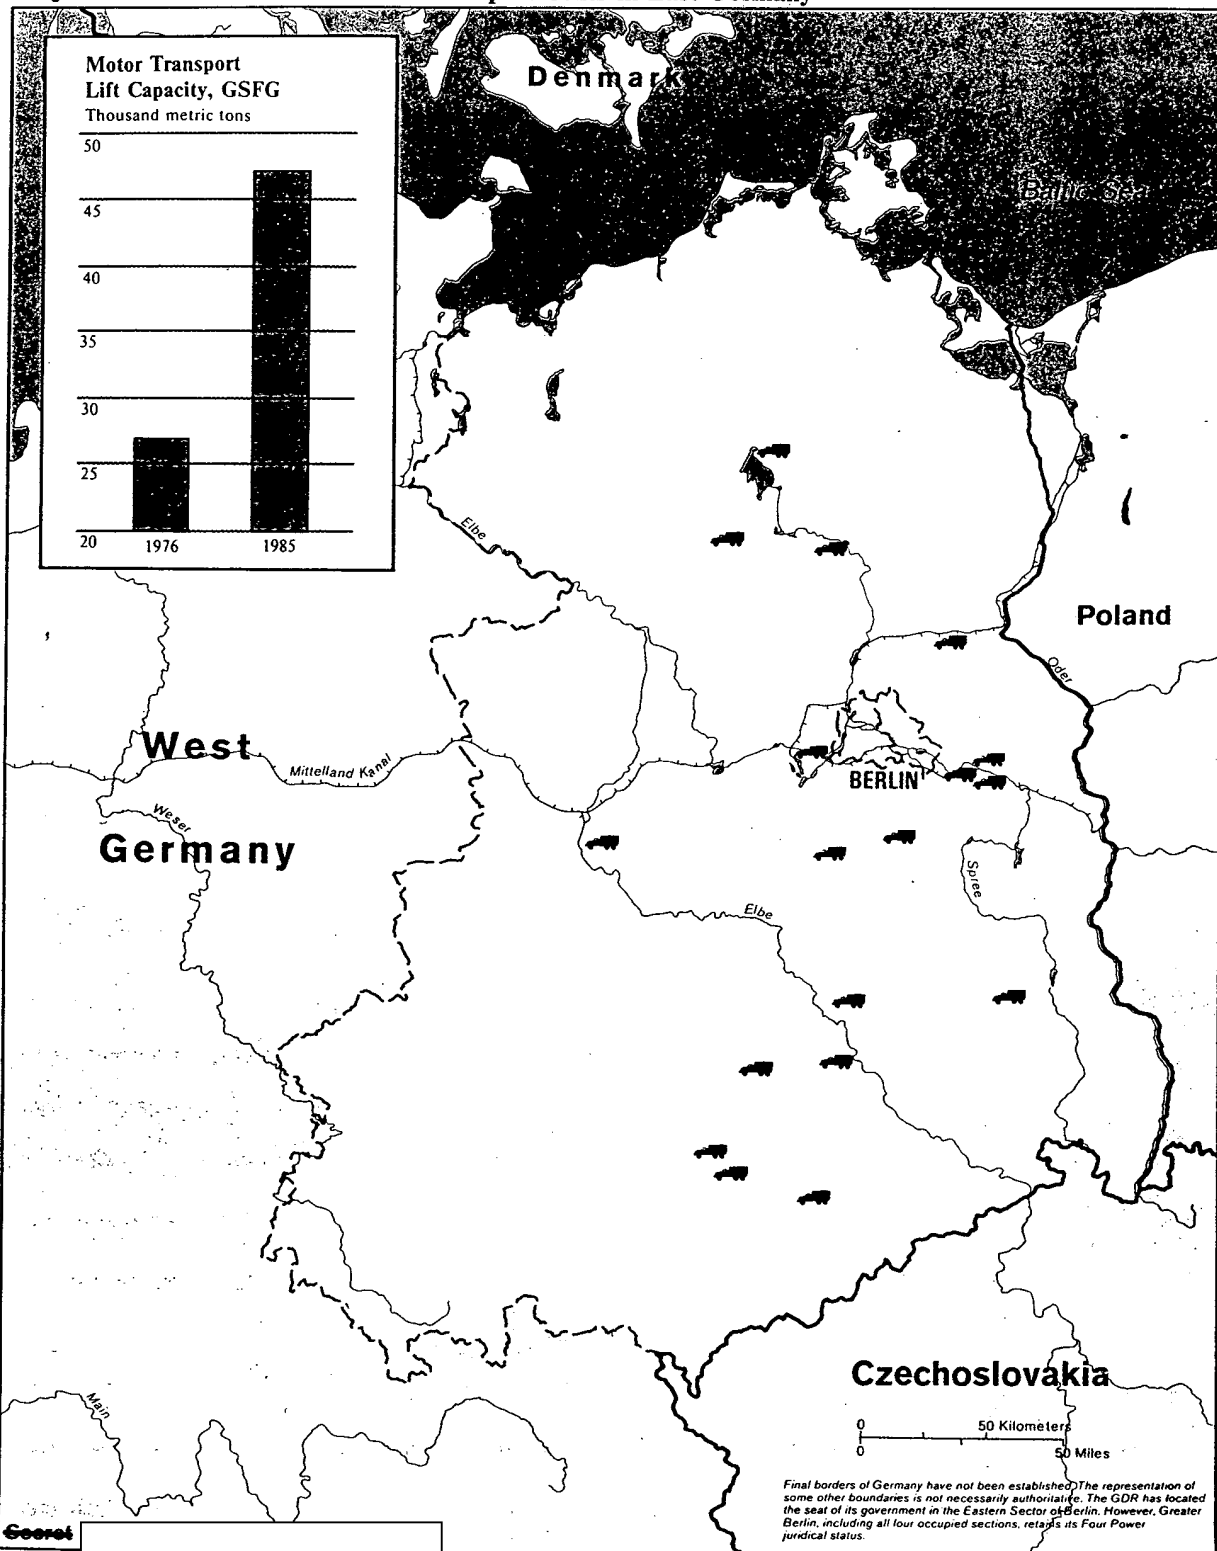 Germany
Motor Transport
Lift Capacity, GSFG
Thousand metric tons
50
45
40
35
30
25
20
1976
1985
Denmark
Baltic Sea
Elbe
Poland
Oder
West
Germany
Mittelland Kanal
Weser
BERLIN
Spree
Elbe
Main
Czechoslovakia
0
50 Kilometers
0
50 Miles
Final borders of Germany have not been established. The representation of
some other boundaries is not necessarily authoritative. The GDR has located
the seat of its government in the Eastern Sector of Berlin. However, Greater
Berlin, including all four occupied sections, retains its Four Power
juridical status.
Secret